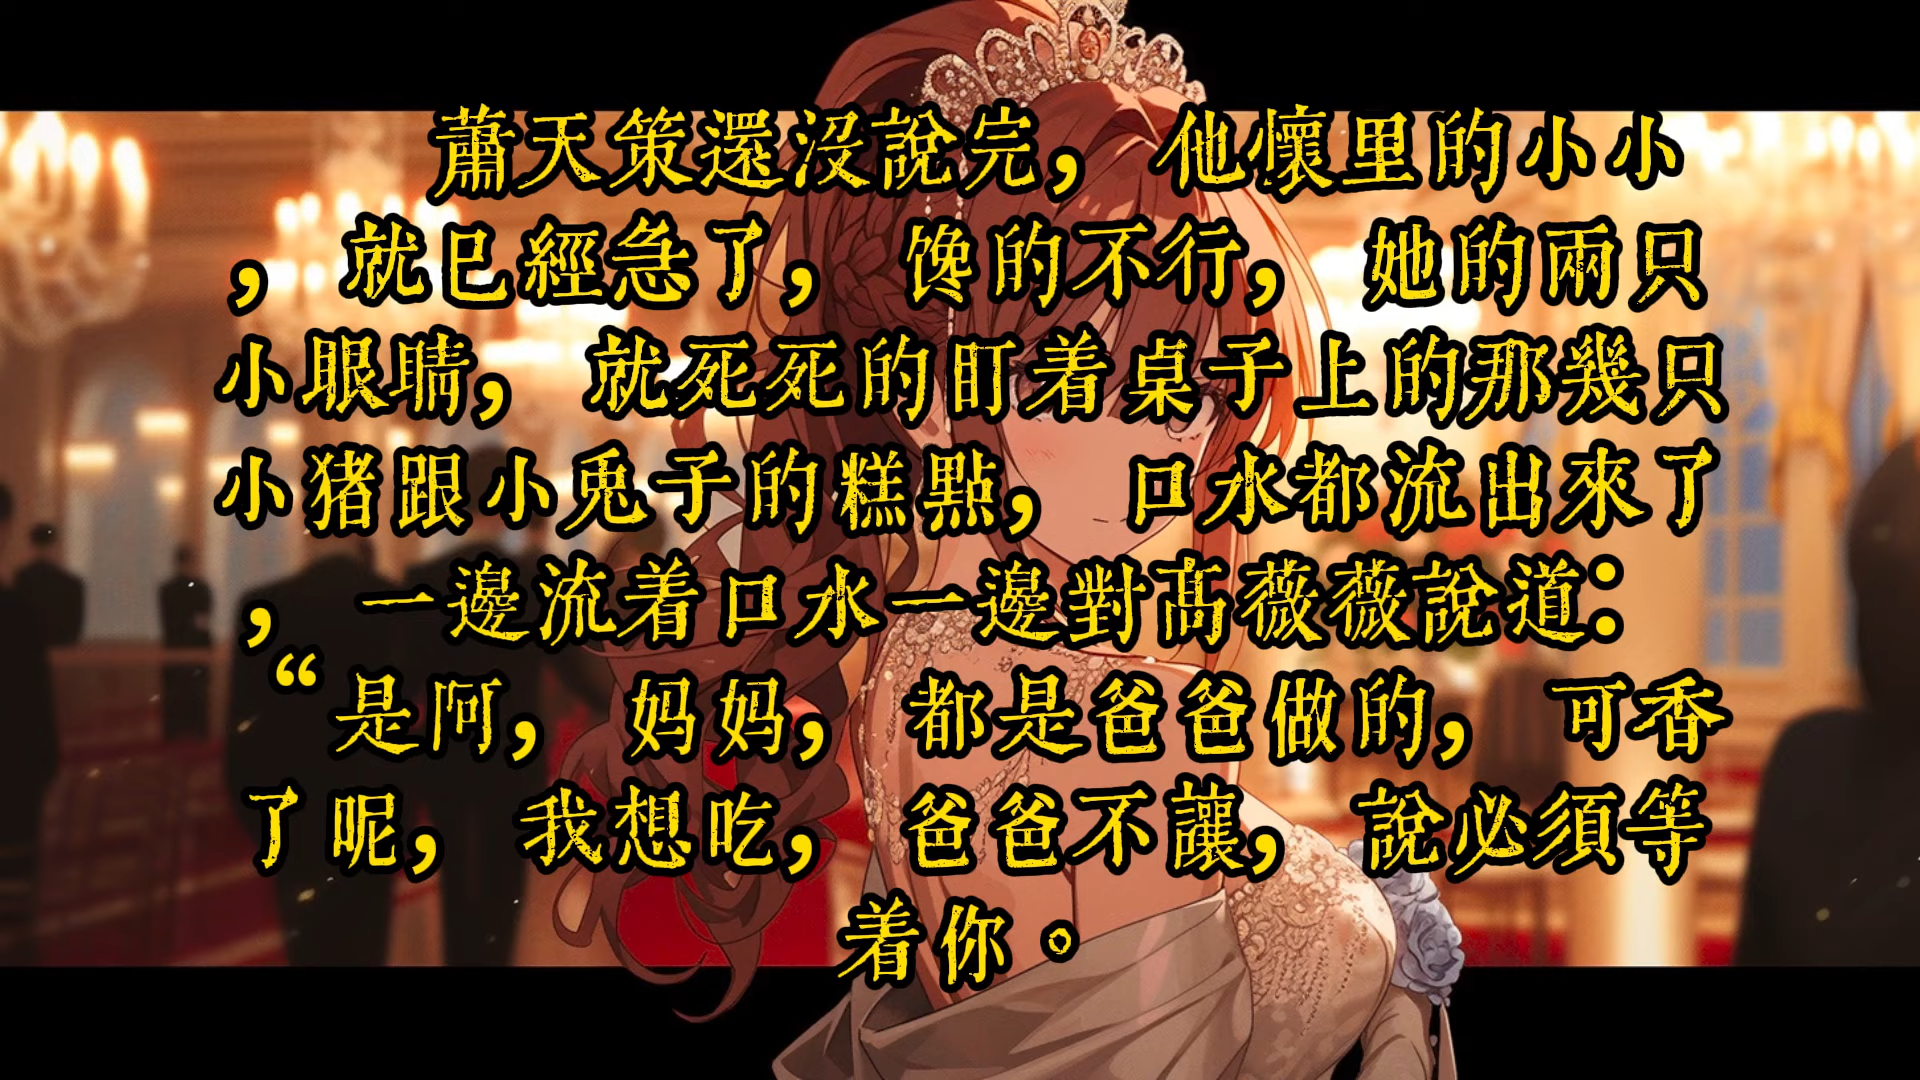 蕭天策還沒說完，他懷里的小小
，就已經急了，馋的不行，她的兩只
小眼睛，就死死的盯着桌子上的那幾只
小猪跟小兎子的糕點，口水都流出來了
，一邊流着口水一邊對高薇薇說道：
“是阿，妈妈，都是爸爸做的，可香
了呢，我想吃，爸爸不讓，說必須等
着你。